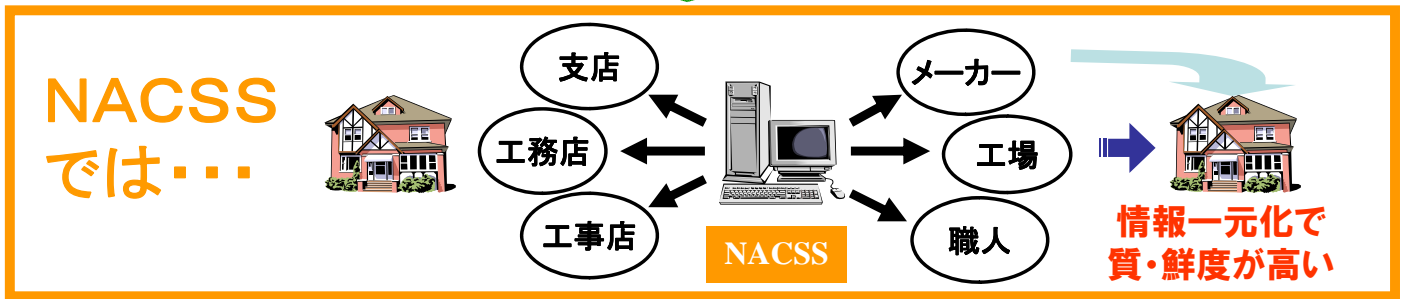 NACSS
では・・・
支店
工務店
工事店
NACSS
メーカー
工場
職人
情報一元化で
質・鮮度が高い